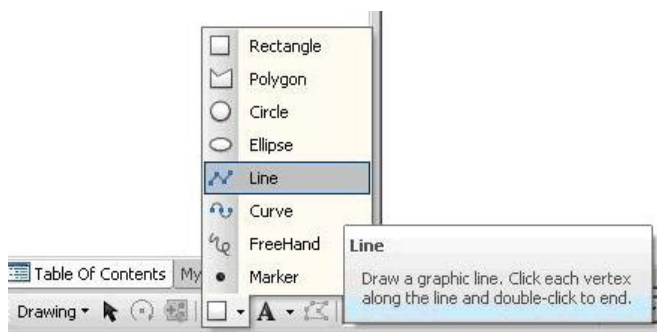 Rectangle
Polygon
Circle
Ellipse
Line
Curve
FreeHand
Marker
Line
Draw a graphic line. Click each vertex
along the line and double-click to end.
Table Of Contents
My
Drawing
A